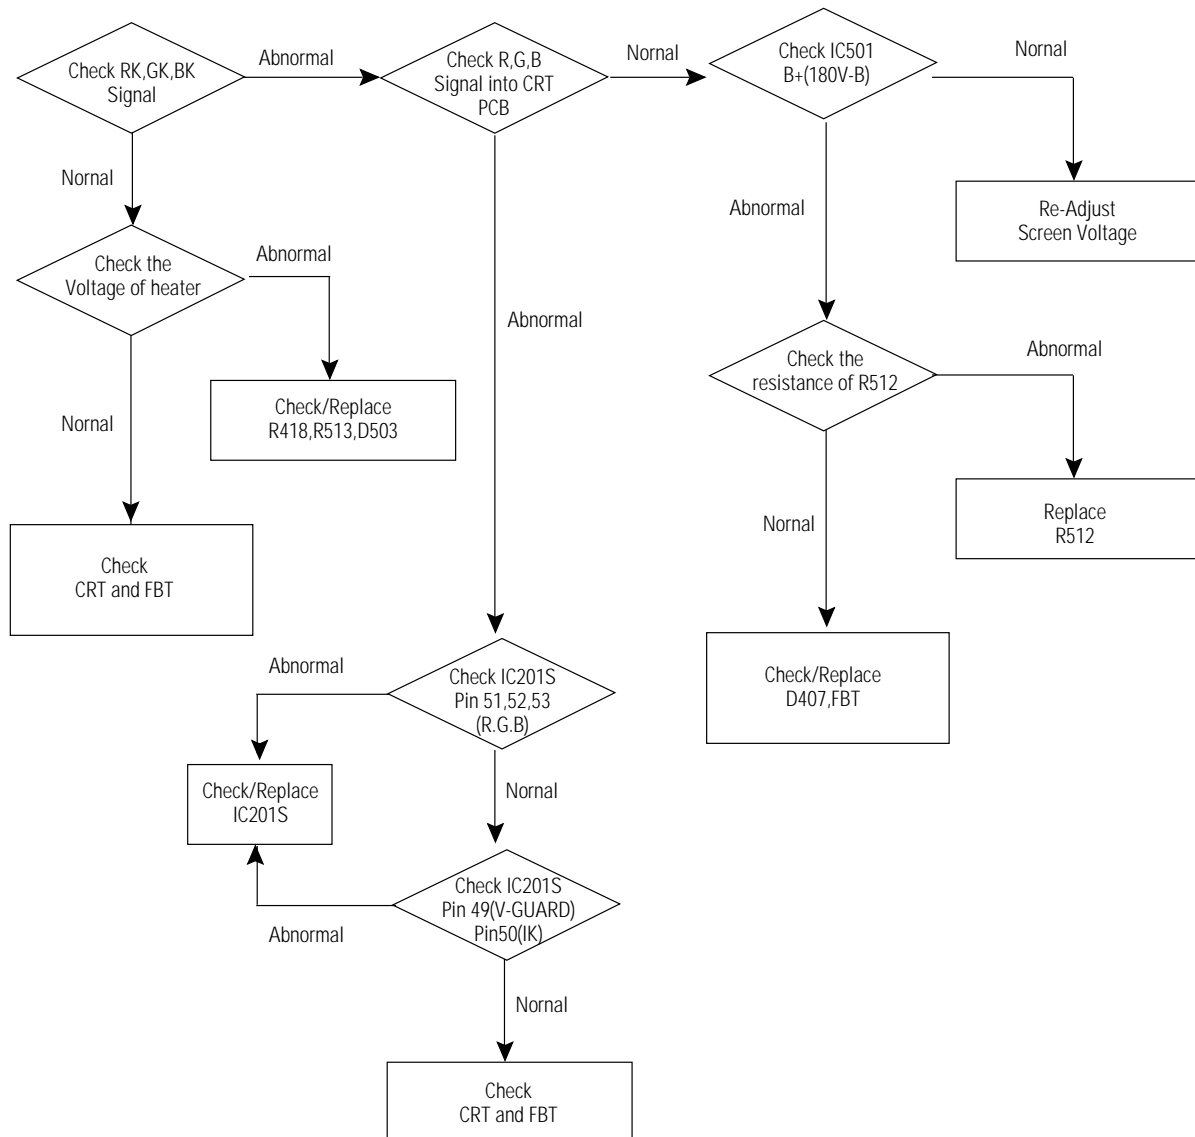 Check RK,GK,BK
Signal
Abnormal
Check R,G,B
Signal into CRT
PCB
Nornal
Check IC501
B+(180V-B)
Nornal
Re-Adjust
Screen Voltage
Nornal
Check the
Voltage of heater
Abnormal
Check/Replace
R418,R513,D503
Nornal
Check
CRT and FBT
Abnormal
Abnormal
Check the
resistance of R512
Abnormal
Replace
R512
Nornal
Check/Replace
D407,FBT
Check IC201S
Pin 51,52,53
(R.G.B)
Abnormal
Check/Replace
IC201S
Nornal
Check IC201S
Pin 49(V-GUARD)
Pin50(IK)
Abnormal
Nornal
Check
CRT and FBT